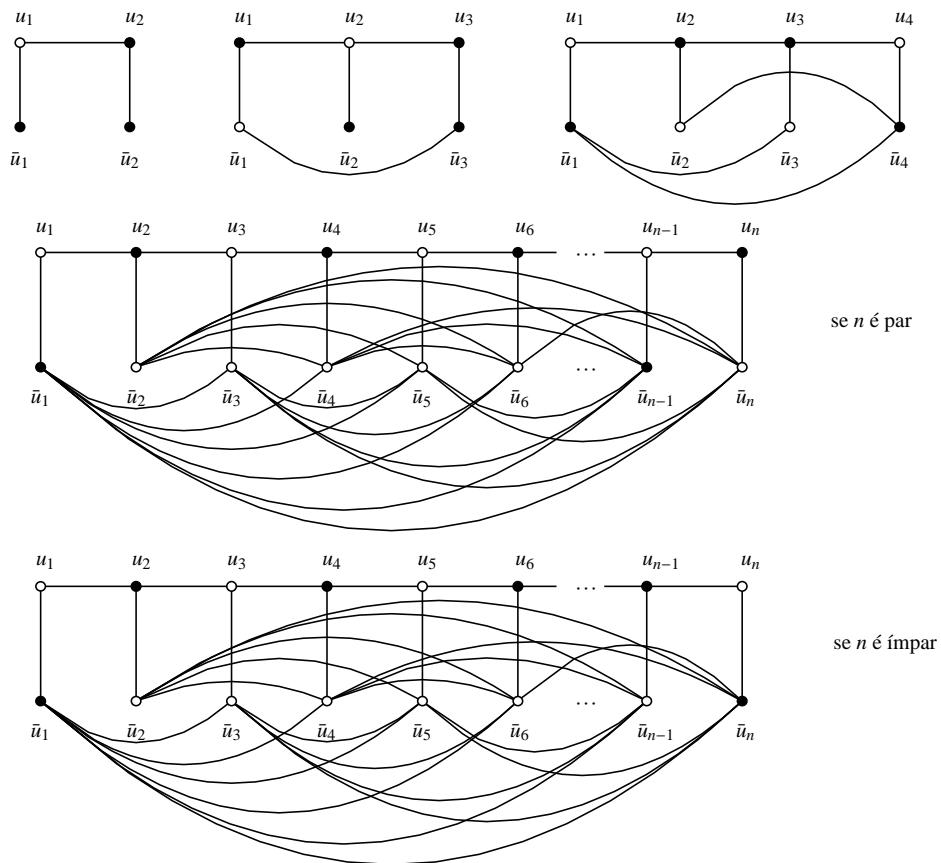 u₁ u₂ u₁ u₂ u₃ u₁ u₂ u₃ u₄
ū₁ ū₂ ū₁ ū₂ ū₃ ū₁ ū₂ ū₃ ū₄
u₁ u₂ u₃ u₄ u₅ u₆ uₙ₋₁ uₙ
...
se n é par
...
ū₁ ū₂ ū₃ ū₄ ū₅ ū₆ ūₙ₋₁ ūₙ
u₁ u₂ u₃ u₄ u₅ u₆ uₙ₋₁ uₙ
...
se n é ímpar
...
ū₁ ū₂ ū₃ ū₄ ū₅ ū₆ ūₙ₋₁ ūₙ